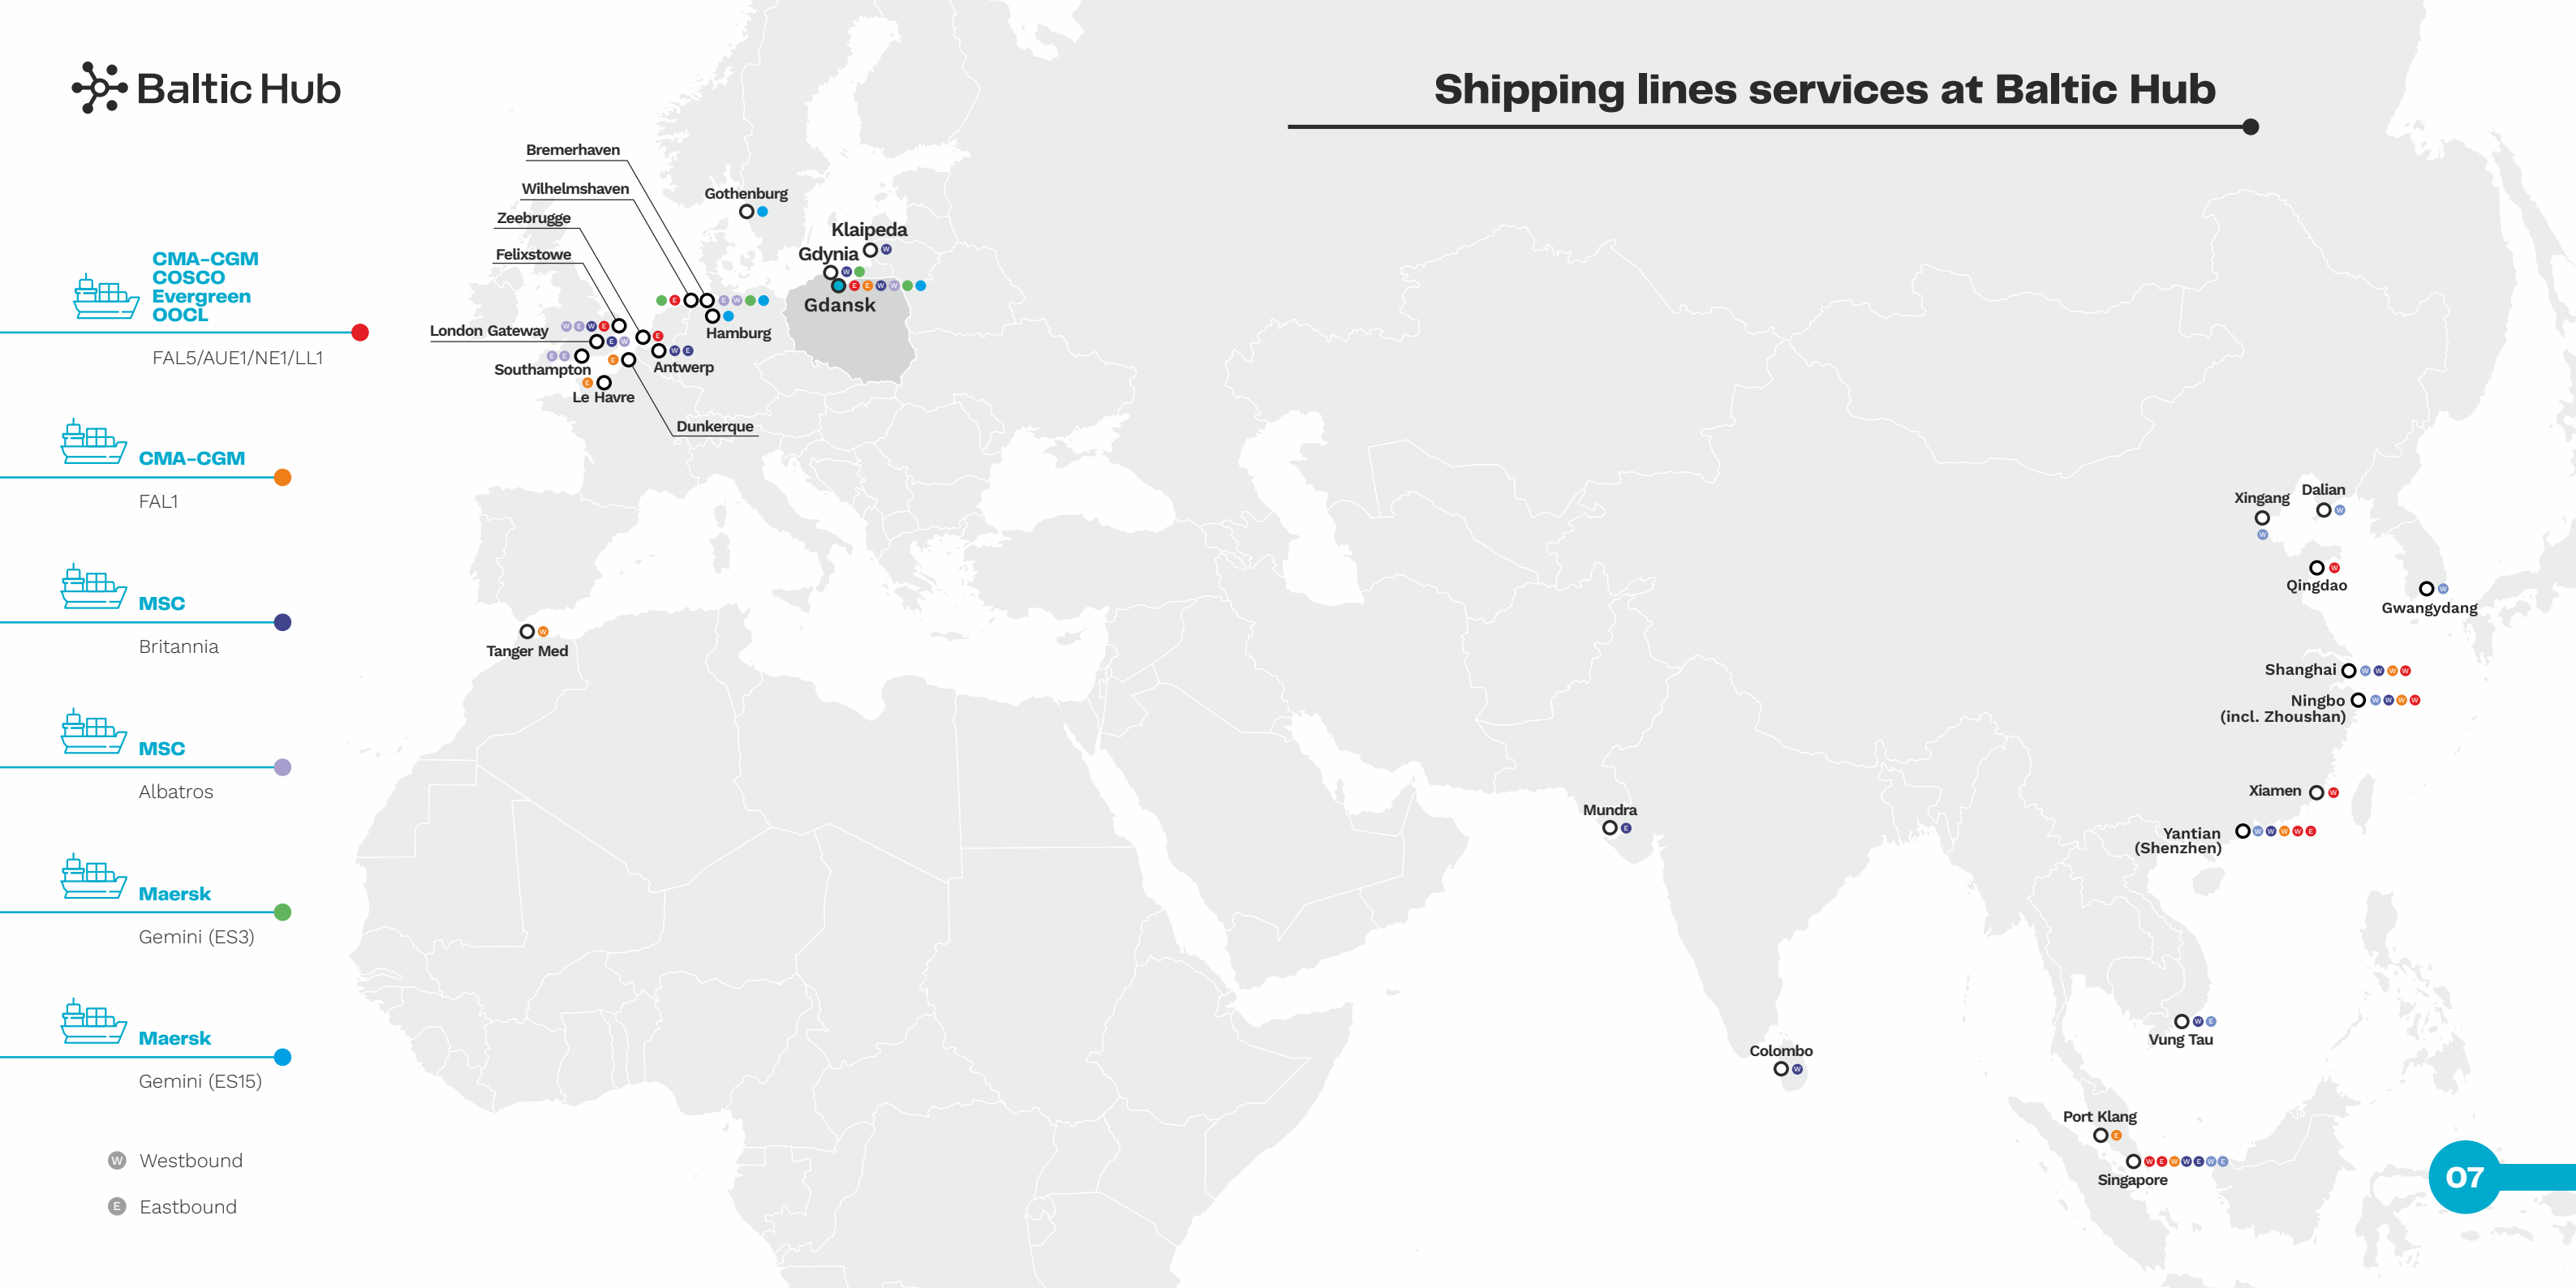 Baltic Hub
Shipping lines services at Baltic Hub
CMA-CGM
COSCO
Evergreen
OOCL
FAL5/AUE1/NE1/LL1
CMA-CGM
FAL1
MSC
Britannia
MSC
Albatros
Maersk
Gemini (ES3)
Maersk
Gemini (ES15)
W Westbound
E Eastbound
Bremerhaven
Wilhelmshaven
Zeebrugge
Felixstowe
Gothenburg
Klaipeda
W
Gdynia
W
E E W W
Gdansk
E
E W
Hamburg
W E W E
London Gateway
E W
E
W E
Antwerp
E E
Southampton
E
E
Le Havre
Dunkerque
W
Tanger Med
Xingang
W
Dalian
W
W
Qingdao
W
Gwangydang
Shanghai W W W W
Ningbo W W W W
(incl. Zhoushan)
Xiamen W
Yantian W W W W E
(Shenzhen)
Mundra
E
Colombo
W
W E
Vung Tau
Port Klang
E
W E W W E W E
Singapore
07